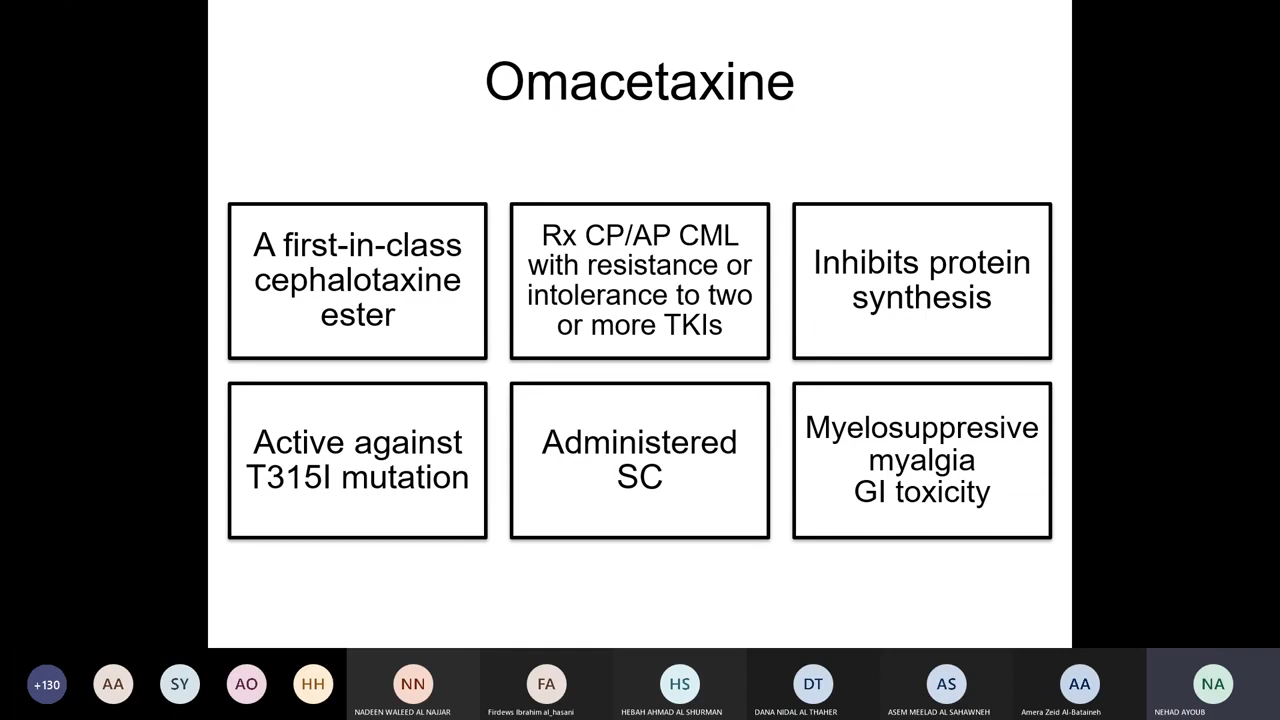 Omacetaxine
A first-in-class
cephalotaxine
ester
Rx CP/AP CML
with resistance or
intolerance to two
or more TKIs
Inhibits protein
synthesis
Active against
T315I mutation
Administered
SC
Myelosuppresive
myalgia
GI toxicity
+130
AA
SY
AO
HH
NN
NADEEN WALEED AL NAJJAR
FA
Firdews Ibrahim al_hasani
HS
HEBAH AHMAD AL SHURMAN
DT
DANA NIDAL AL THAHER
AS
ASEM MEELAD AL SAHAWNEH
AA
Amera Zeid Al-Bataineh
NA
NEHAD AYOUB